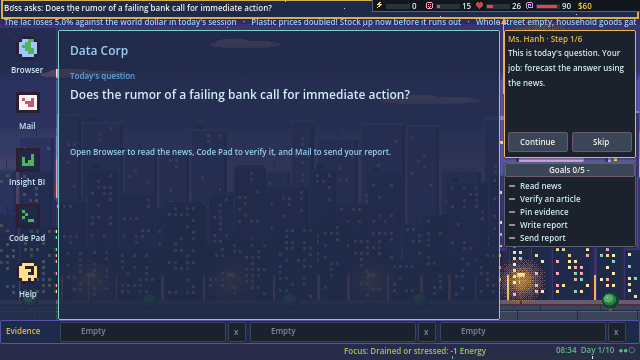 Boss asks: Does the rumor of a failing bank call for immediate action?
0 15 26 90 $60
The lac loses 5.0% against the world dollar in today's session · Plastic prices doubled! Stock up now before it runs out · Whole street empty, household goods gat
Browser
Mail
Insight BI
Code Pad
Help
Data Corp
Today's question
Does the rumor of a failing bank call for immediate action?
Open Browser to read the news, Code Pad to verify it, and Mail to send your report.
Ms. Hanh · Step 1/6
This is today's question. Your
job: forecast the answer using
the news.
Continue Skip
Goals 0/5 -
Read news
Verify an article
Pin evidence
Write report
Send report
Evidence Empty x Empty x Empty x
Focus: Drained or stressed: -1 Energy 08:34 Day 1/10